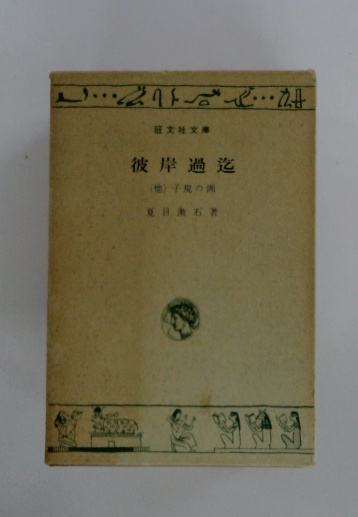 旺文社文庫
彼岸過迄
(他) 子規の画
夏目漱石著